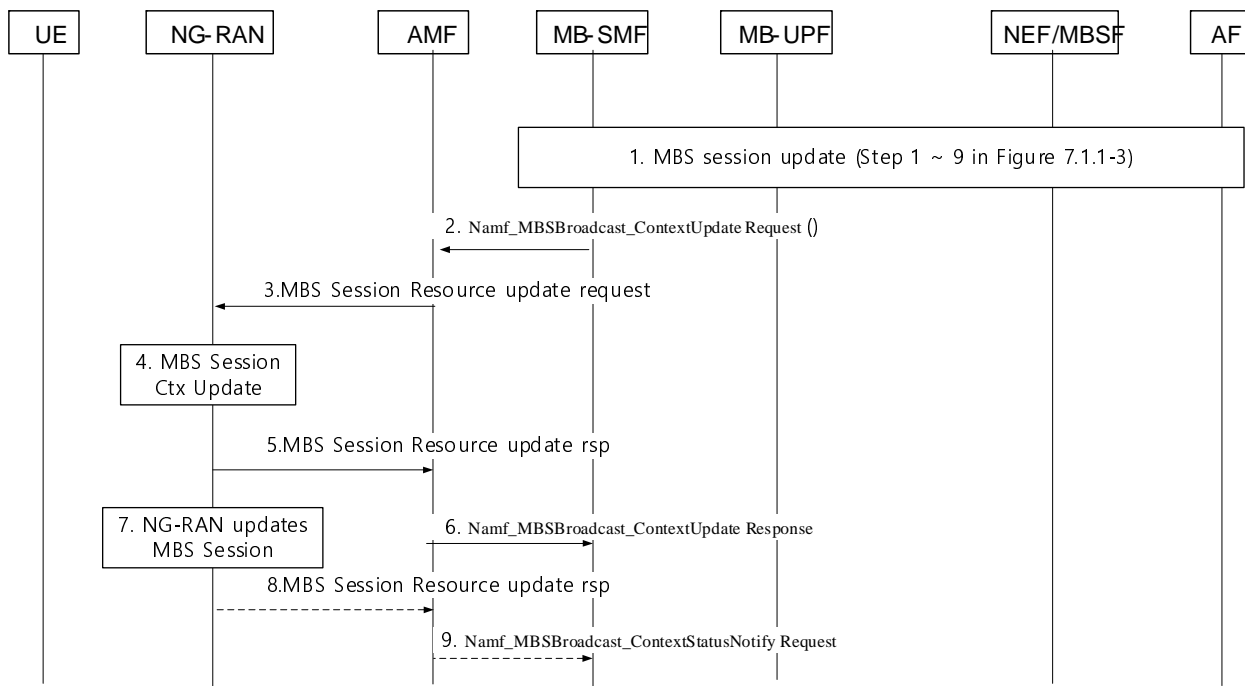 UE
NG-RAN
AMF
MB-SMF
MB-UPF
NEF/MBSF
AF
1. MBS session update (Step 1 ~ 9 in Figure 7.1.1-3)
2. Namf_MBSBroadcast_ContextUpdate Request ()
3.MBS Session Resource update request
4. MBS Session
Ctx Update
5.MBS Session Resource update rsp
7. NG-RAN updates
MBS Session
6. Namf_MBSBroadcast_ContextUpdate Response
8.MBS Session Resource update rsp
9. Namf_MBSBroadcast_ContextStatusNotify Request